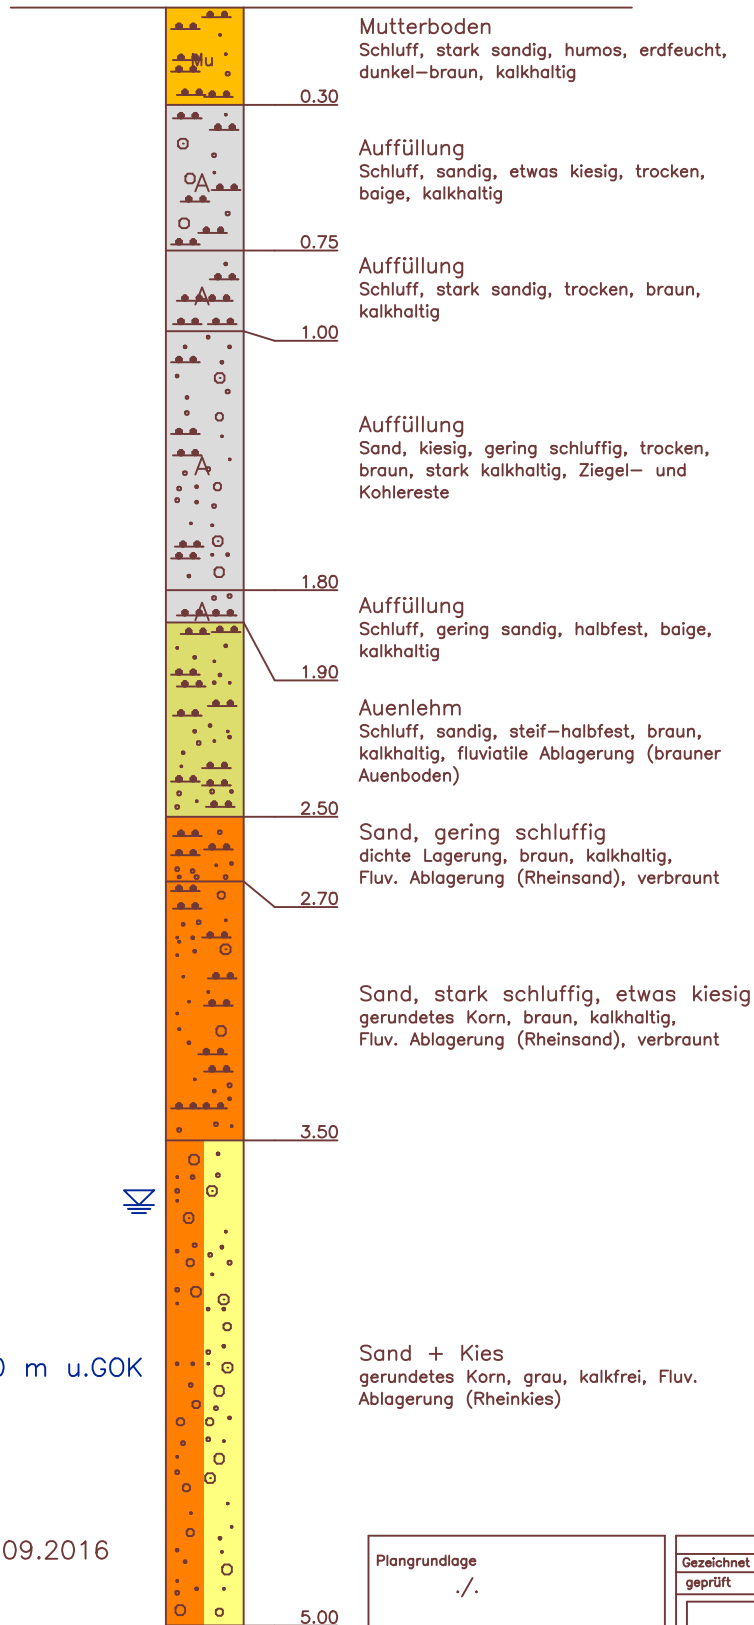 Mutterboden
Schluff, stark sandig, humos, erdfeucht,
dunkel-braun, kalkhaltig
Mu
0.30
Auffüllung
Schluff, sandig, etwas kiesig, trocken,
baige, kalkhaltig
A
0.75
Auffüllung
Schluff, stark sandig, trocken, braun,
kalkhaltig
A
1.00
Auffüllung
Sand, kiesig, gering schluffig, trocken,
braun, stark kalkhaltig, Ziegel- und
Kohlereste
A
1.80
Auffüllung
Schluff, gering sandig, halbfest, baige,
kalkhaltig
A
1.90
Auenlehm
Schluff, sandig, steif-halbfest, braun,
kalkhaltig, fluviatile Ablagerung (brauner
Auenboden)
2.50
Sand, gering schluffig
dichte Lagerung, braun, kalkhaltig,
Fluv. Ablagerung (Rheinsand), verbraunt
2.70
Sand, stark schluffig, etwas kiesig
gerundetes Korn, braun, kalkhaltig,
Fluv. Ablagerung (Rheinsand), verbraunt
3.50
Sand + Kies
gerundetes Korn, grau, kalkfrei, Fluv.
Ablagerung (Rheinkies)
0 m u.GOK
09.2016
Plangrundlage
./.
Gezeichnet
geprüft
5.00